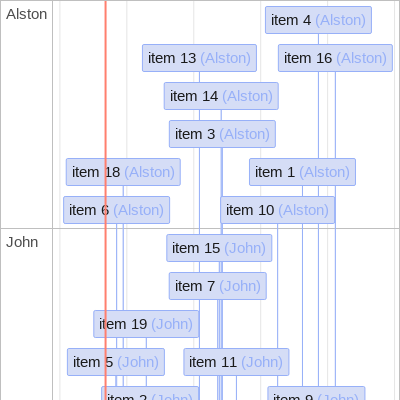 Alston
item 4 (Alston)
item 13 (Alston)
item 16 (Alston)
item 14 (Alston)
item 3 (Alston)
item 18 (Alston)
item 1 (Alston)
item 6 (Alston)
item 10 (Alston)
John
item 15 (John)
item 7 (John)
item 19 (John)
item 5 (John)
item 11 (John)
item 2 (John)
item 9 (John)